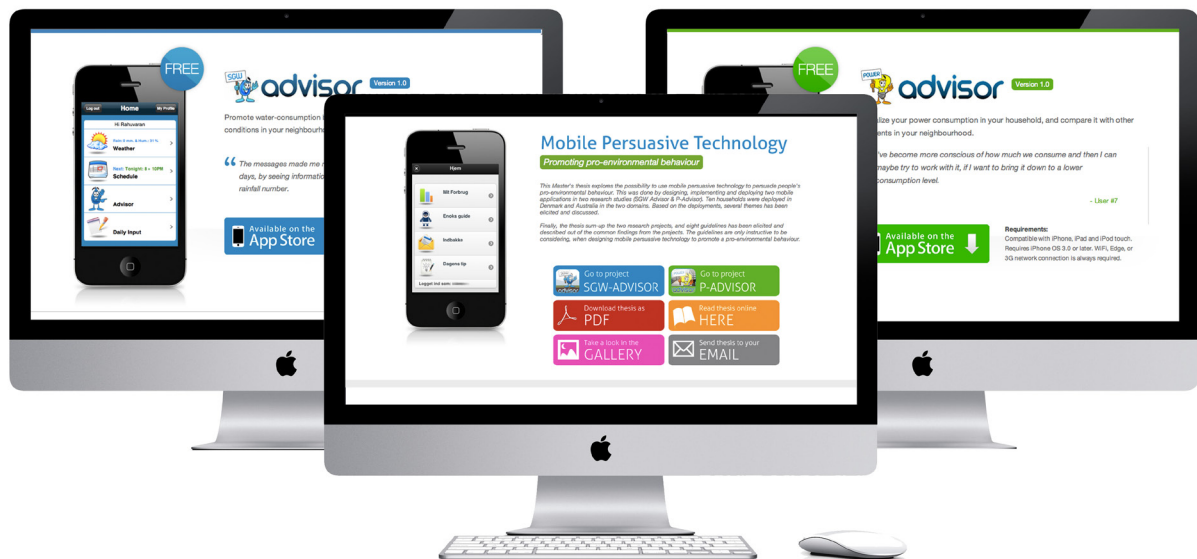 FREE
SGW
advisor
Version 1.0
Promote water-consumption
conditions in your neighbourh
The messages made me
days, by seeing informatio
rainfall number.
Available on the
App Store
Log out
Home
My Profile
Hi Rahuvaran
Weather
Next: Tonight: 8 - 10PM
Schedule
Advisor
Daily Input
Mobile Persuasive Technology
Promoting pro-environmental behaviour
This Master's thesis explores the possibility to use mobile persuasive technology to persuade people's
pro-environmental behaviour. This was done by designing, implementing and deploying two mobile
applications in two research studies (SGW Advisor & P-Advisor). Ten households were deployed in
Denmark and Australia in the two domains. Based on the deployments, several themes has been
elicited and discussed.
Finally, the thesis sum-up the two research projects, and eight guidelines has been elicited and
described out of the common findings from the projects. The guidelines are only instructive to be
considering, when designing mobile persuasive technology to promote a pro-environmental behaviour.
Hjem
Mit Forbrug
Enoks guide
Indbakke
Dagens tip
Logget ind som:
Go to project
SGW-ADVISOR
Go to project
P-ADVISOR
Download thesis as
PDF
Read thesis online
HERE
Take a look in the
GALLERY
Send thesis to your
EMAIL
FREE
POWER
advisor
Version 1.0
alize your power consumption in your household, and compare it with other
ents in your neighbourhood.
've become more conscious of how much we consume and then I can
maybe try to work with it, if I want to bring it down to a lower
consumption level.
- User #7
Available on the
App Store
Requirements:
Compatible with iPhone, iPad and iPod touch.
Requires iPhone OS 3.0 or later. WiFi, Edge, or
3G network connection is always required.